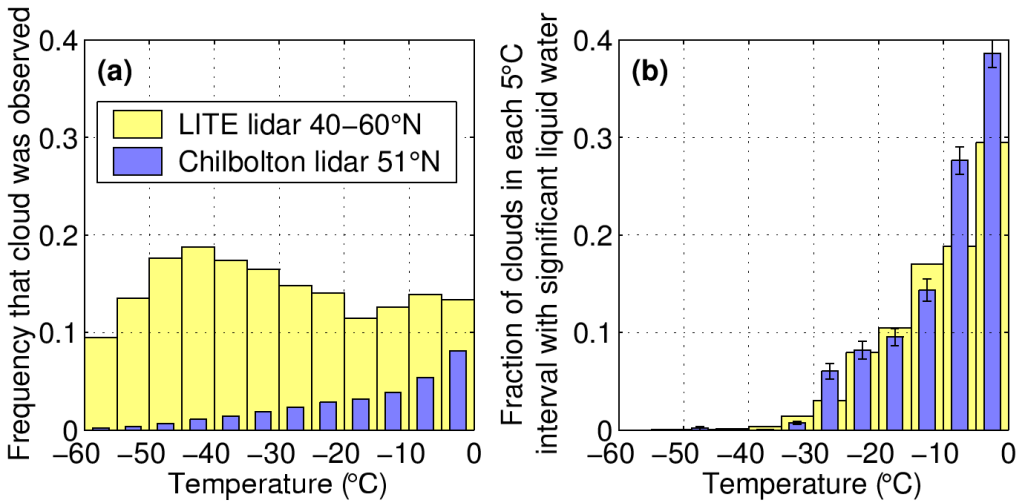 Frequency that cloud was observed
0.4
0.3
0.2
0.1
0
(a)
LITE lidar 40−60°N
Chilbolton lidar 51°N
−60 −50 −40 −30 −20 −10 0
Temperature (°C)
Fraction of clouds in each 5°C
interval with significant liquid water
0.4
0.3
0.2
0.1
0
(b)
−60 −50 −40 −30 −20 −10 0
Temperature (°C)